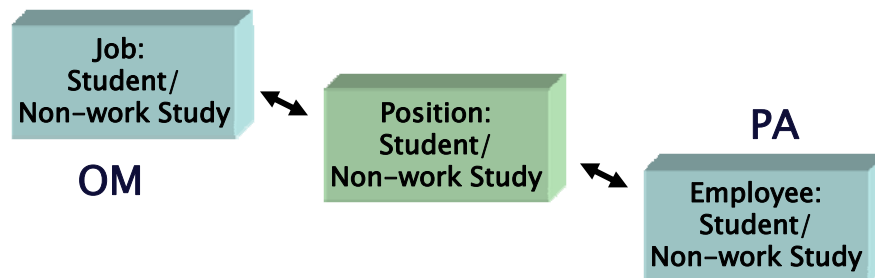 Job:
Student/
Non-work Study
OM
Position:
Student/
Non-work Study
PA
Employee:
Student/
Non-work Study